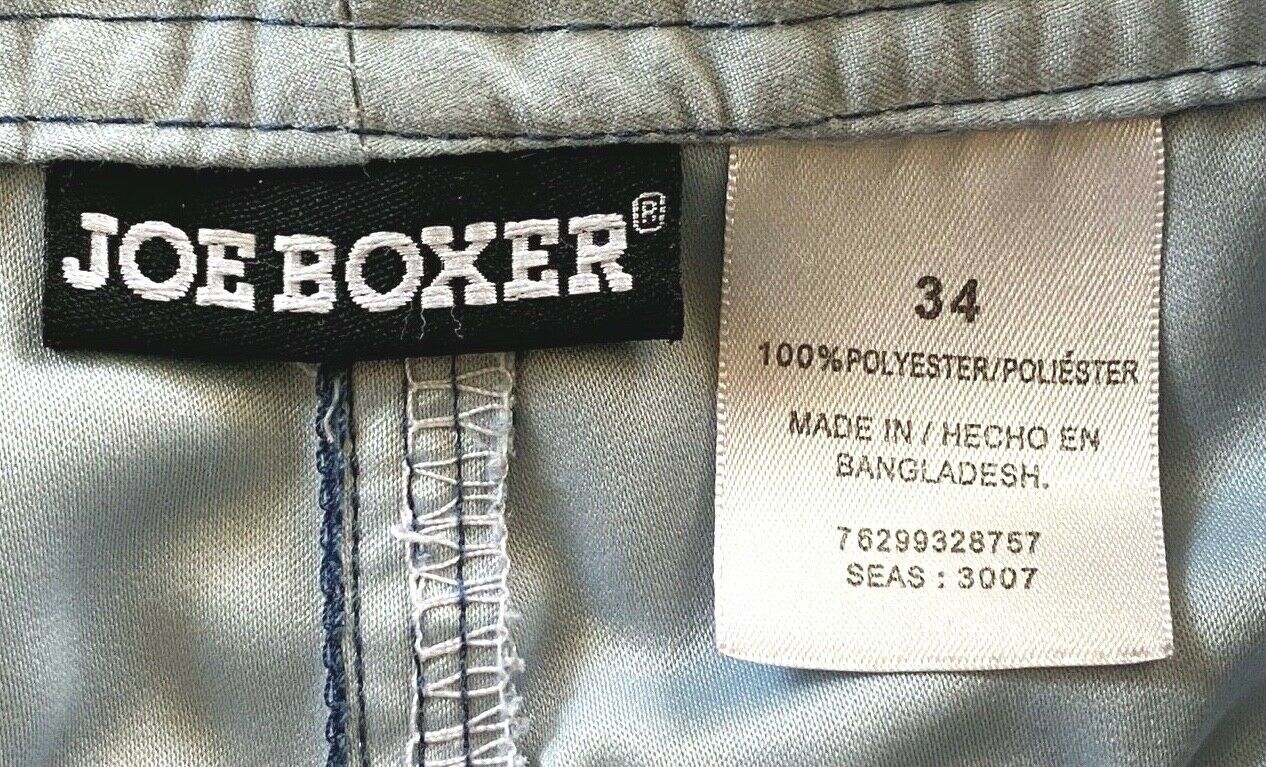 JOE BOXER®
34
100%POLYESTER/POLIÉSTER
MADE IN / HECHO EN
BANGLADESH.
76299328757
SEAS : 3007